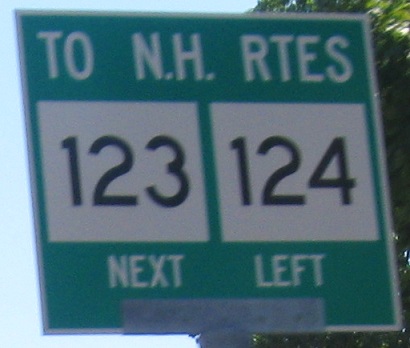 TO N.H. RTES
123 124
NEXT LEFT